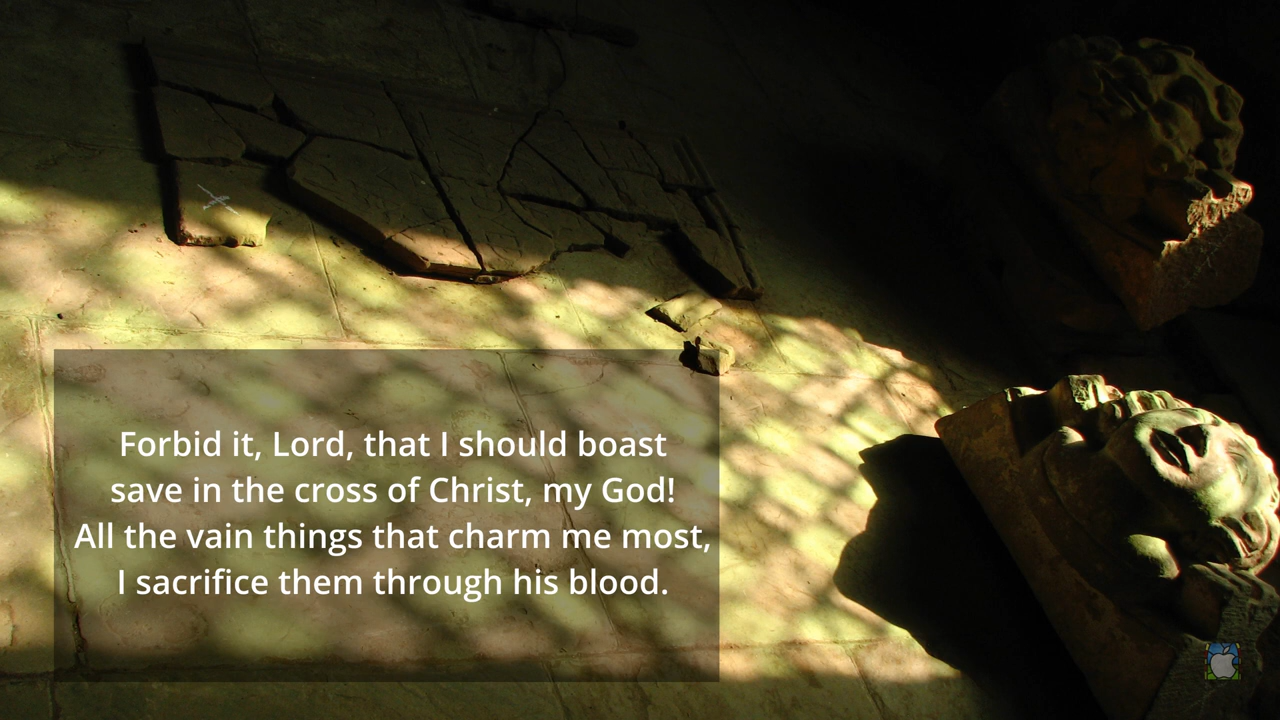 Forbid it, Lord, that I should boast
save in the cross of Christ, my God!
All the vain things that charm me most,
I sacrifice them through his blood.